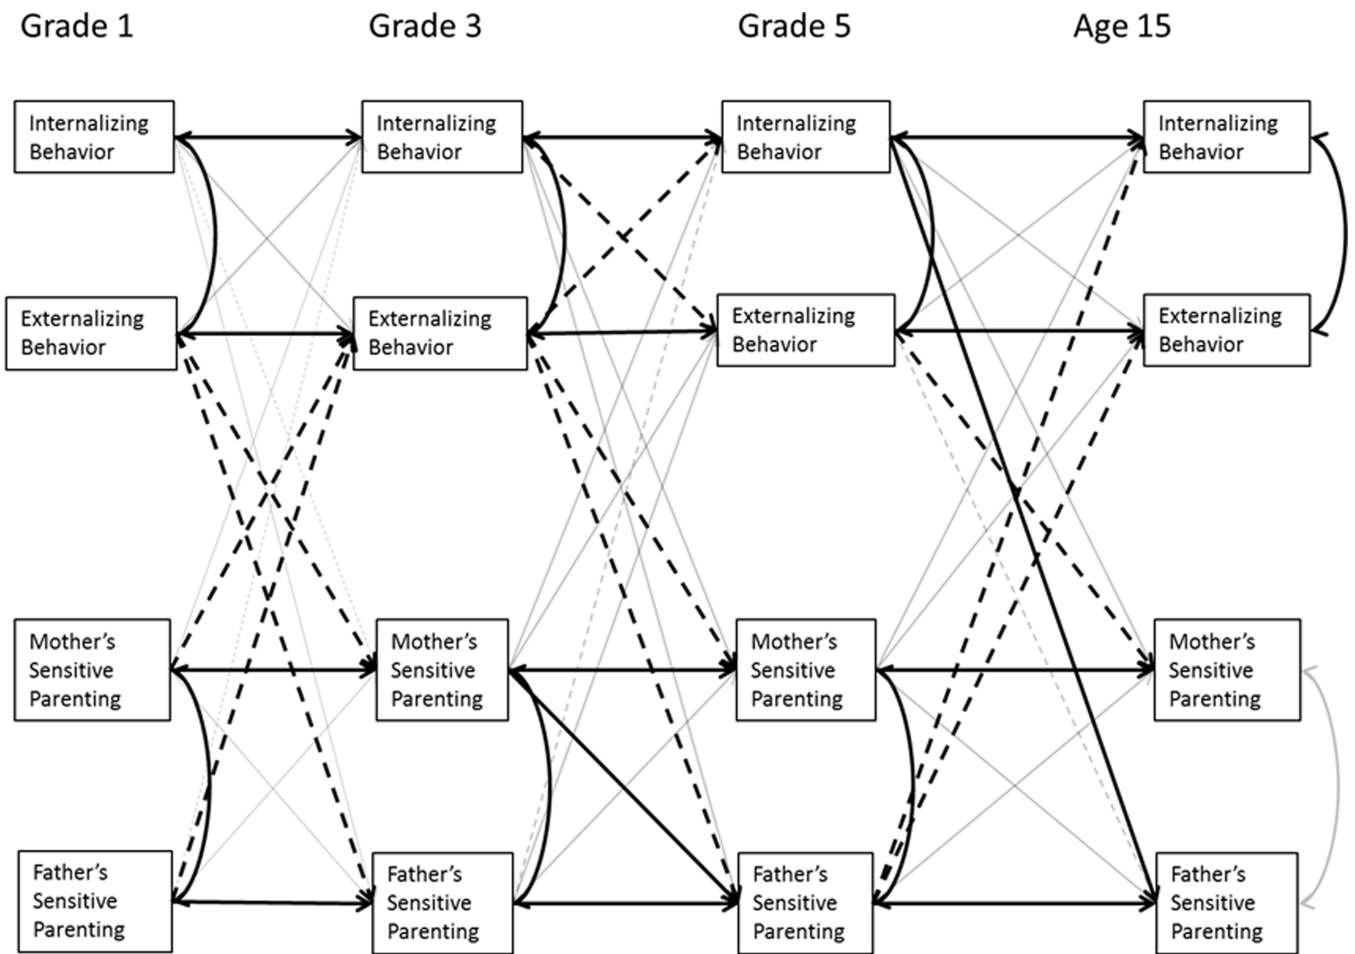 Grade 1
Grade 3
Grade 5
Age 15
Internalizing
Behavior
Internalizing
Behavior
Internalizing
Behavior
Internalizing
Behavior
Externalizing
Behavior
Externalizing
Behavior
Externalizing
Behavior
Externalizing
Behavior
Mother's
Sensitive
Parenting
Mother's
Sensitive
Parenting
Mother's
Sensitive
Parenting
Mother's
Sensitive
Parenting
Father's
Sensitive
Parenting
Father's
Sensitive
Parenting
Father's
Sensitive
Parenting
Father's
Sensitive
Parenting